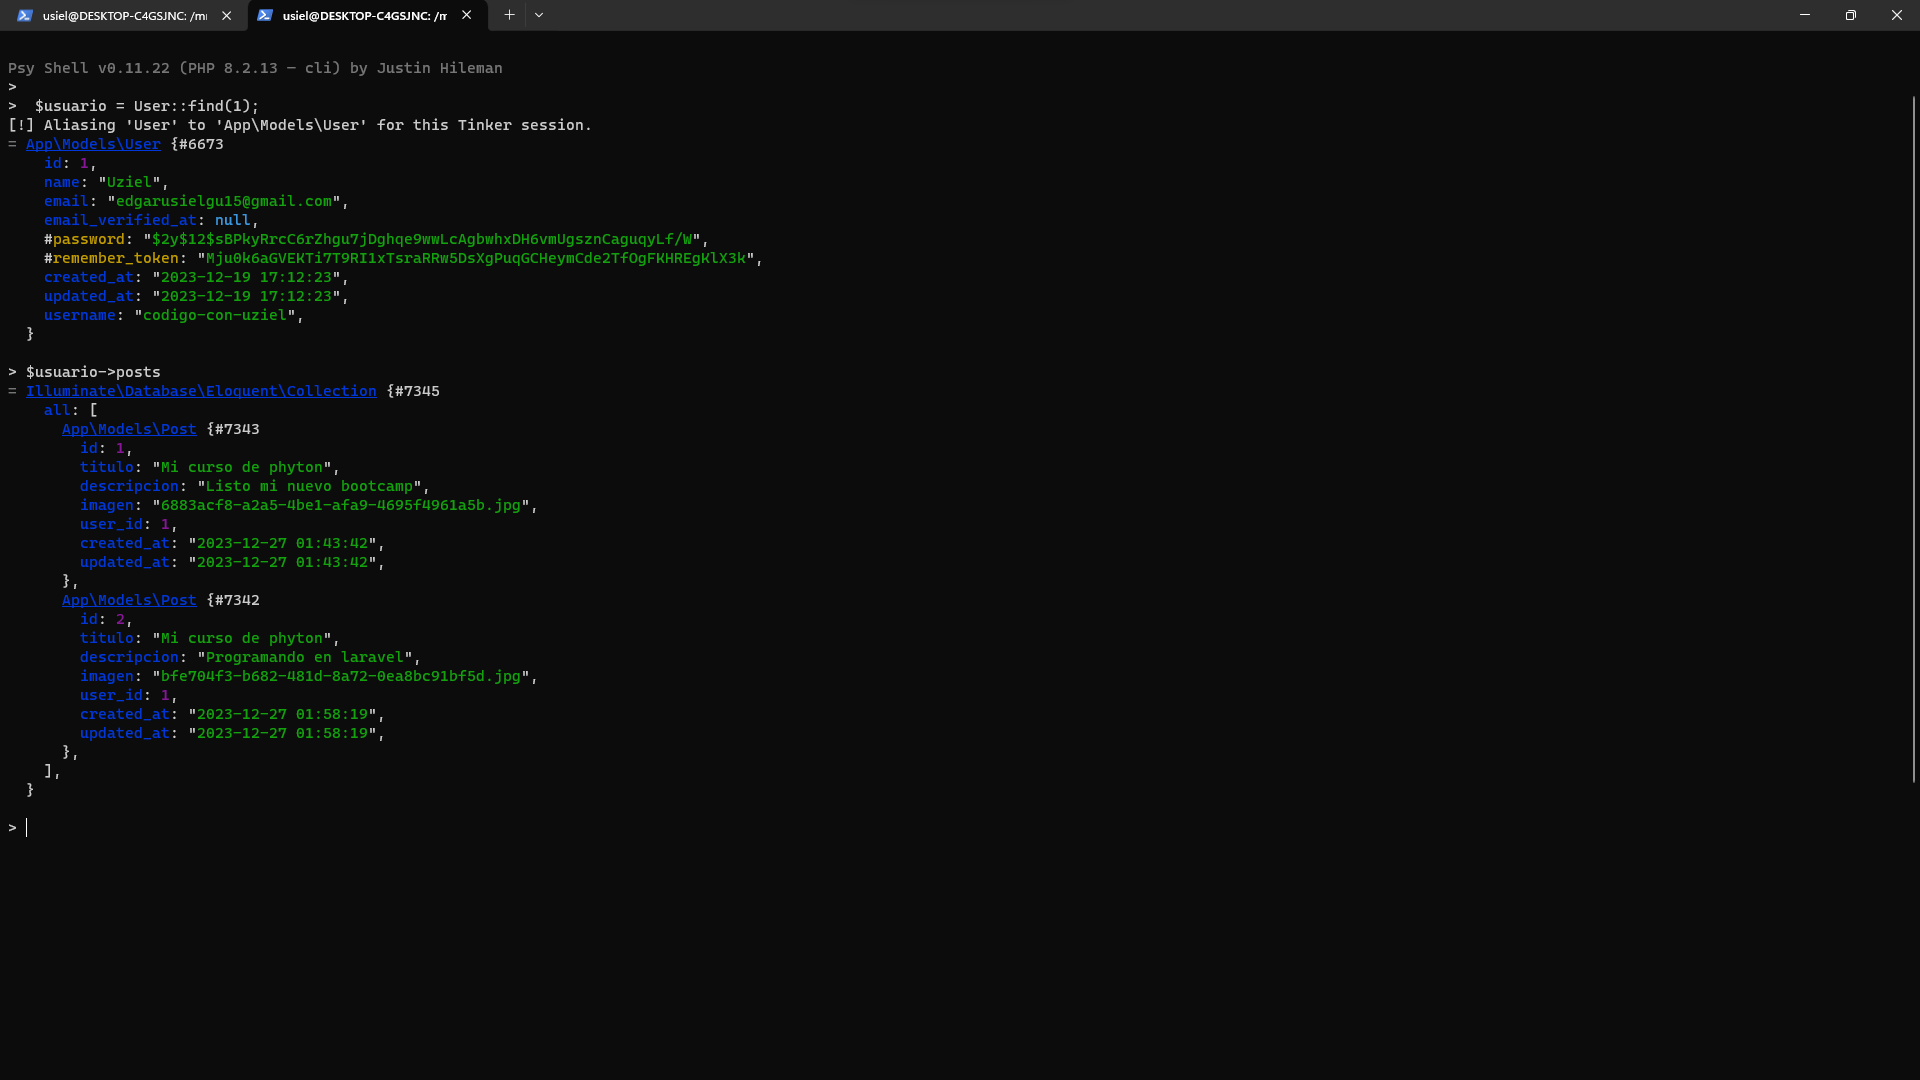 usiel@DESKTOP-C4GSJNC: /m
usiel@DESKTOP-C4GSJNC: /m
Psy Shell v0.11.22 (PHP 8.2.13 — cli) by Justin Hileman
>
>  $usuario = User::find(1);
[!] Aliasing 'User' to 'App\Models\User' for this Tinker session.
= App\Models\User {#6673
    id: 1,
    name: "Uziel",
    email: "edgarusielgu15@gmail.com",
    email_verified_at: null,
    #password: "$2y$12$sBPkyRrcC6rZhgu7jDghqe9wwLcAgbwhxDH6vmUgsznCaguqyLf/W",
    #remember_token: "Mju0k6aGVEKTi7T9RI1xTsraRRw5DsXgPuqGCHeymCde2TfOgFKHREgKlX3k",
    created_at: "2023-12-19 17:12:23",
    updated_at: "2023-12-19 17:12:23",
    username: "codigo-con-uziel",
  }
> $usuario->posts
= Illuminate\Database\Eloquent\Collection {#7345
    all: [
      App\Models\Post {#7343
        id: 1,
        titulo: "Mi curso de phyton",
        descripcion: "Listo mi nuevo bootcamp",
        imagen: "6883acf8-a2a5-4be1-afa9-4695f4961a5b.jpg",
        user_id: 1,
        created_at: "2023-12-27 01:43:42",
        updated_at: "2023-12-27 01:43:42",
      },
      App\Models\Post {#7342
        id: 2,
        titulo: "Mi curso de phyton",
        descripcion: "Programando en laravel",
        imagen: "bfe704f3-b682-481d-8a72-0ea8bc91bf5d.jpg",
        user_id: 1,
        created_at: "2023-12-27 01:58:19",
        updated_at: "2023-12-27 01:58:19",
      },
    ],
  }
>